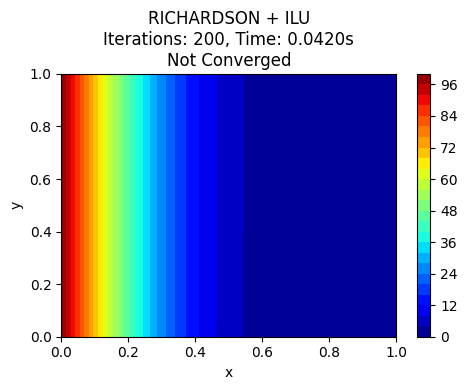 RICHARDSON + ILU
Iterations: 200, Time: 0.0420s
Not Converged
1.0
0.8
0.6
0.4
0.2
0.0
y
0.0 0.2 0.4 0.6 0.8 1.0
x
96
84
72
60
48
36
24
12
0